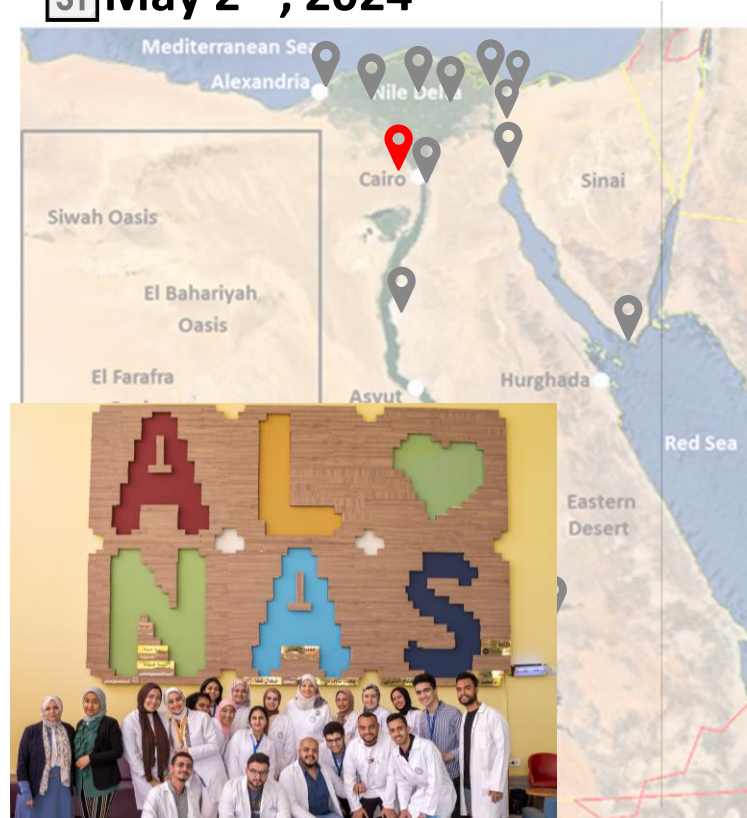 31 May 2 , 2024
Mediterranean Sea
Alexandria
Nile Delta
Cairo
Sinai
Siwah Oasis
El Bahariyah
Oasis
El Farafra
Hurghada
Asyut
Red Sea
Eastern
Desert
AL
NAS